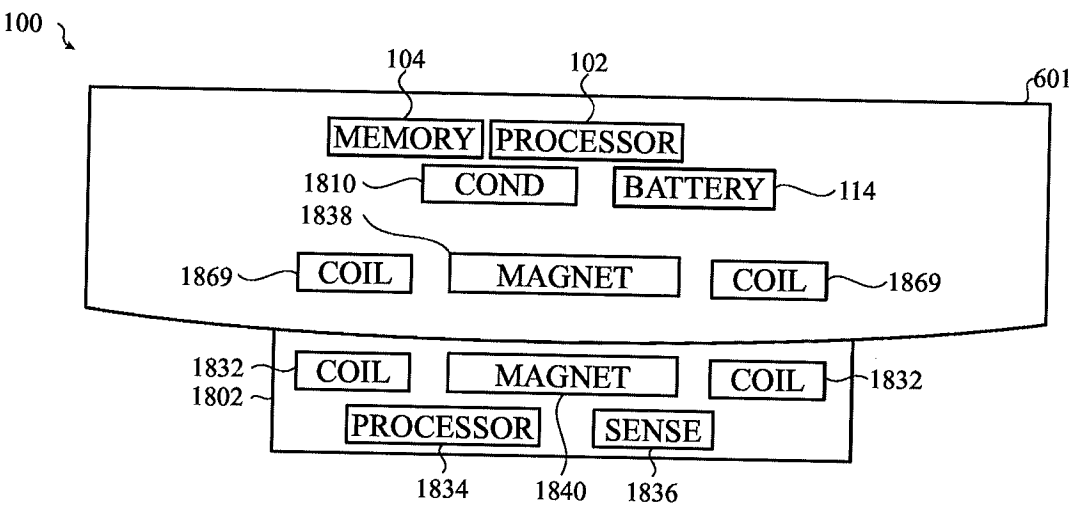 100
104 102
601
MEMORY PROCESSOR
1810 COND BATTERY 114
1838
1869 COIL MAGNET COIL 1869
1832 COIL MAGNET COIL 1832
1802
PROCESSOR SENSE
1834 1840 1836